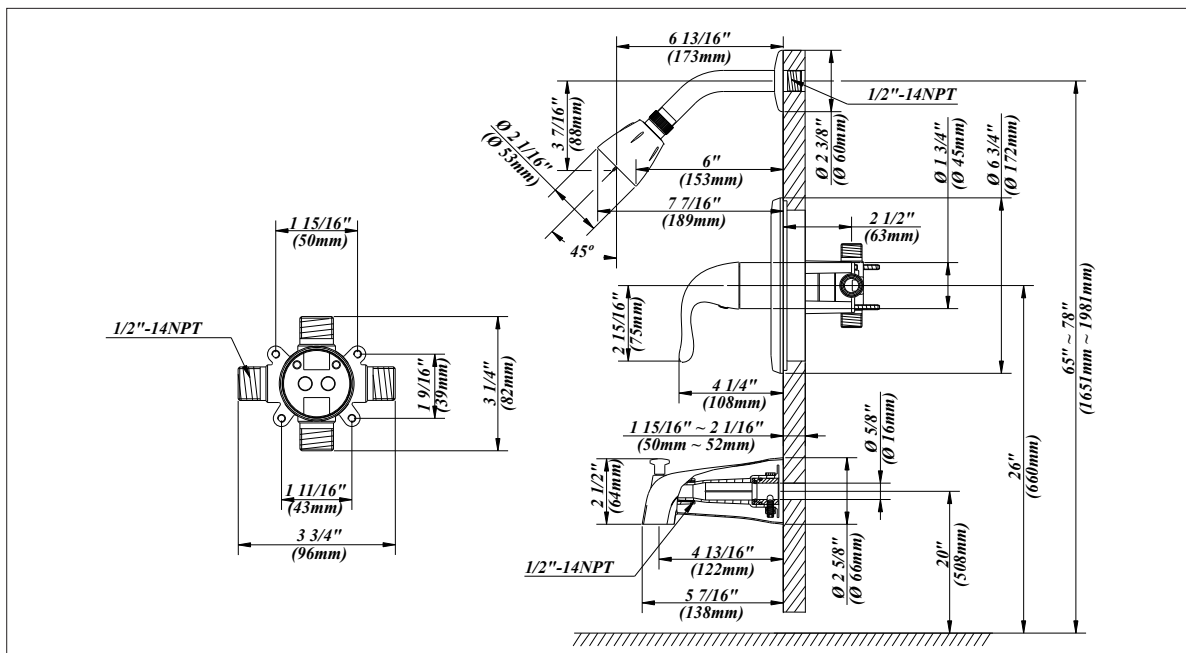 6 13/16"
(173mm)
1/2"-14NPT
3 7/16"
(88mm)
Ø 2 1/16"
(Ø 53mm)
45°
6"
(153mm)
7 7/16"
(189mm)
Ø 2 3/8"
(Ø 60mm)
Ø 1 3/4"
(Ø 45mm)
Ø 6 3/4"
(Ø 172mm)
2 1/2"
(63mm)
1 15/16"
(50mm)
1/2"-14NPT
1 9/16"
(39mm)
3 1/4"
(82mm)
1 11/16"
(43mm)
3 3/4"
(96mm)
2 15/16"
(75mm)
4 1/4"
(108mm)
65" ~ 78"
(1651mm ~ 1981mm)
1 15/16" ~ 2 1/16"
(50mm ~ 52mm)
Ø 5/8"
(Ø 16mm)
26"
(660mm)
2 1/2"
(64mm)
1/2"-14NPT
4 13/16"
(122mm)
5 7/16"
(138mm)
Ø 2 5/8"
(Ø 66mm)
20"
(508mm)